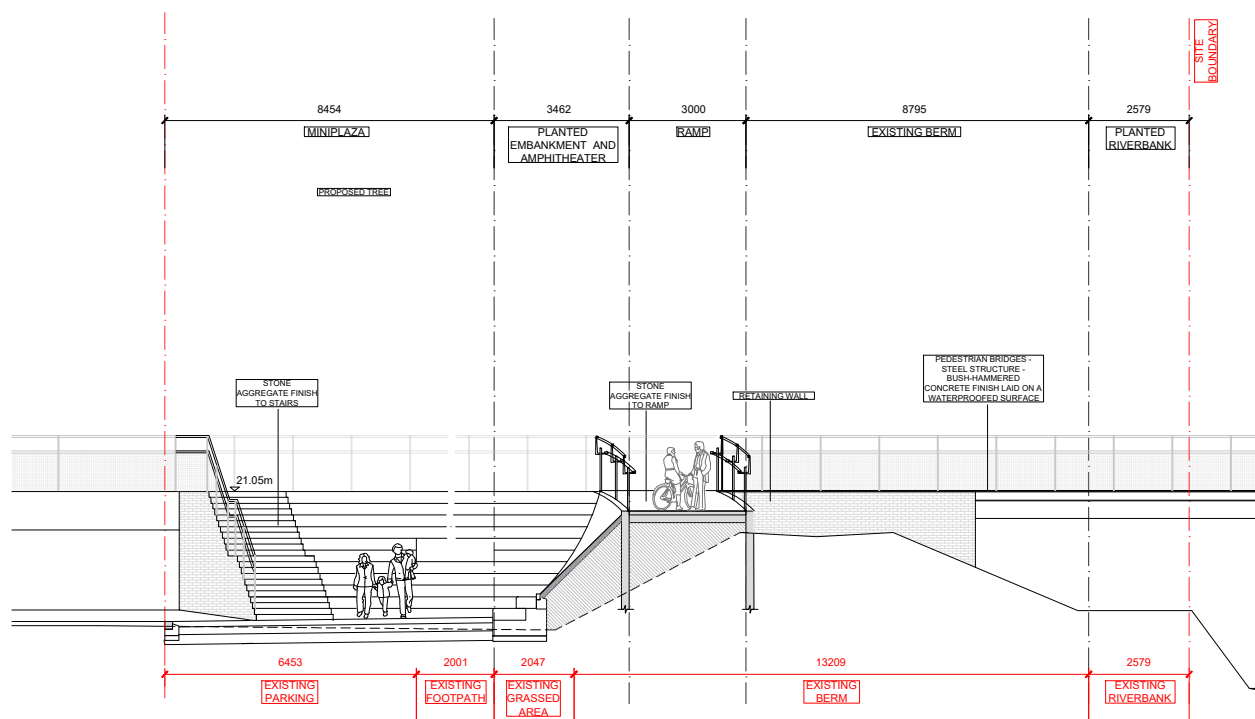 SITE
BOUNDARY
8454
3462
3000
8795
2579
MINIPLAZA
PLANTED
EMBANKMENT AND
AMPHITHEATER
RAMP
EXISTING BERM
PLANTED
RIVERBANK
PROPOSED TREE
STONE
AGGREGATE FINISH
TO STAIRS
STONE
AGGREGATE FINISH
TO RAMP
RETAINING WALL
PEDESTRIAN BRIDGES -
STEEL STRUCTURE -
BUSH-HAMMERED
CONCRETE FINISH LAID ON A
WATERPROOFED SURFACE
21.05m
6453
2001
2047
13209
2579
EXISTING
PARKING
EXISTING
FOOTPATH
EXISTING
GRASSED
AREA
EXISTING
BERM
EXISTING
RIVERBANK